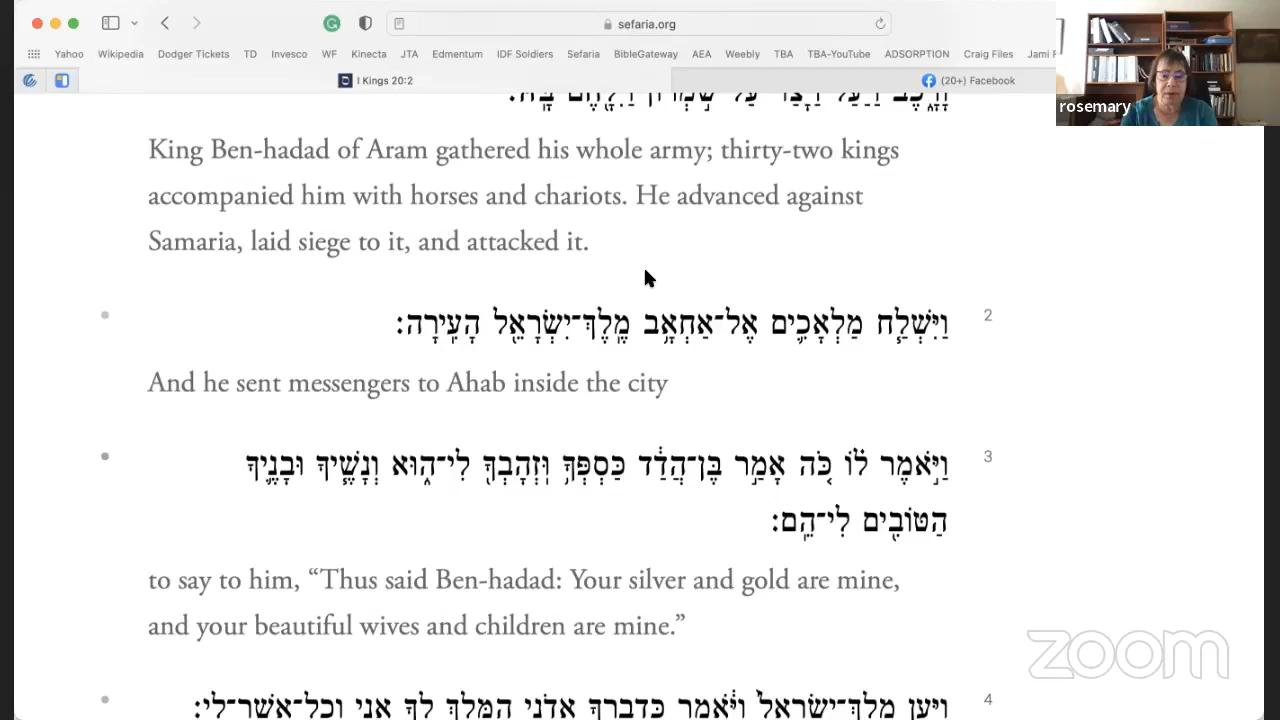 sefaria.org
Yahoo Wikipedia Dodger Tickets TD Invesco WF Kinecta JTA Edmentum IDF Soldiers Sefaria BibleGateway AEA Weebly TBA TBA-YouTube ADSORPTION Craig Files Jami F
I Kings 20:2 (20+) Facebook
rosemary
King Ben-hadad of Aram gathered his whole army; thirty-two kings
accompanied him with horses and chariots. He advanced against
Samaria, laid siege to it, and attacked it.
2 וַיִּשְׁלַ֧ח מַלְאָכִ֛ים אֶל־אַחְאָ֥ב מֶֽלֶךְ־יִשְׂרָאֵ֖ל הָעִֽירָה׃
And he sent messengers to Ahab inside the city
3 וַיֹּ֣אמֶר ל֗וֹ כֹּ֚ה אָמַ֣ר בֶּן־הֲדַ֔ד כַּסְפְּךָ֥ וּֽזְהָבְךָ֖ לִי־ה֑וּא וְנָשֶׁ֧יךָ וּבָנֶ֛יךָ
הַטּוֹבִ֖ים לִי־הֵֽם׃
to say to him, “Thus said Ben-hadad: Your silver and gold are mine,
and your beautiful wives and children are mine.”
zoom
4 וַיַּ֤עַן מֶֽלֶךְ־יִשְׂרָאֵל֙ וַיֹּ֔אמֶר כִּדְבָרְךָ֖ אֲדֹנִ֣י הַמֶּ֑לֶךְ לְךָ֥ אֲנִ֖י וְכׇל־אֲשֶׁר־לִֽי׃